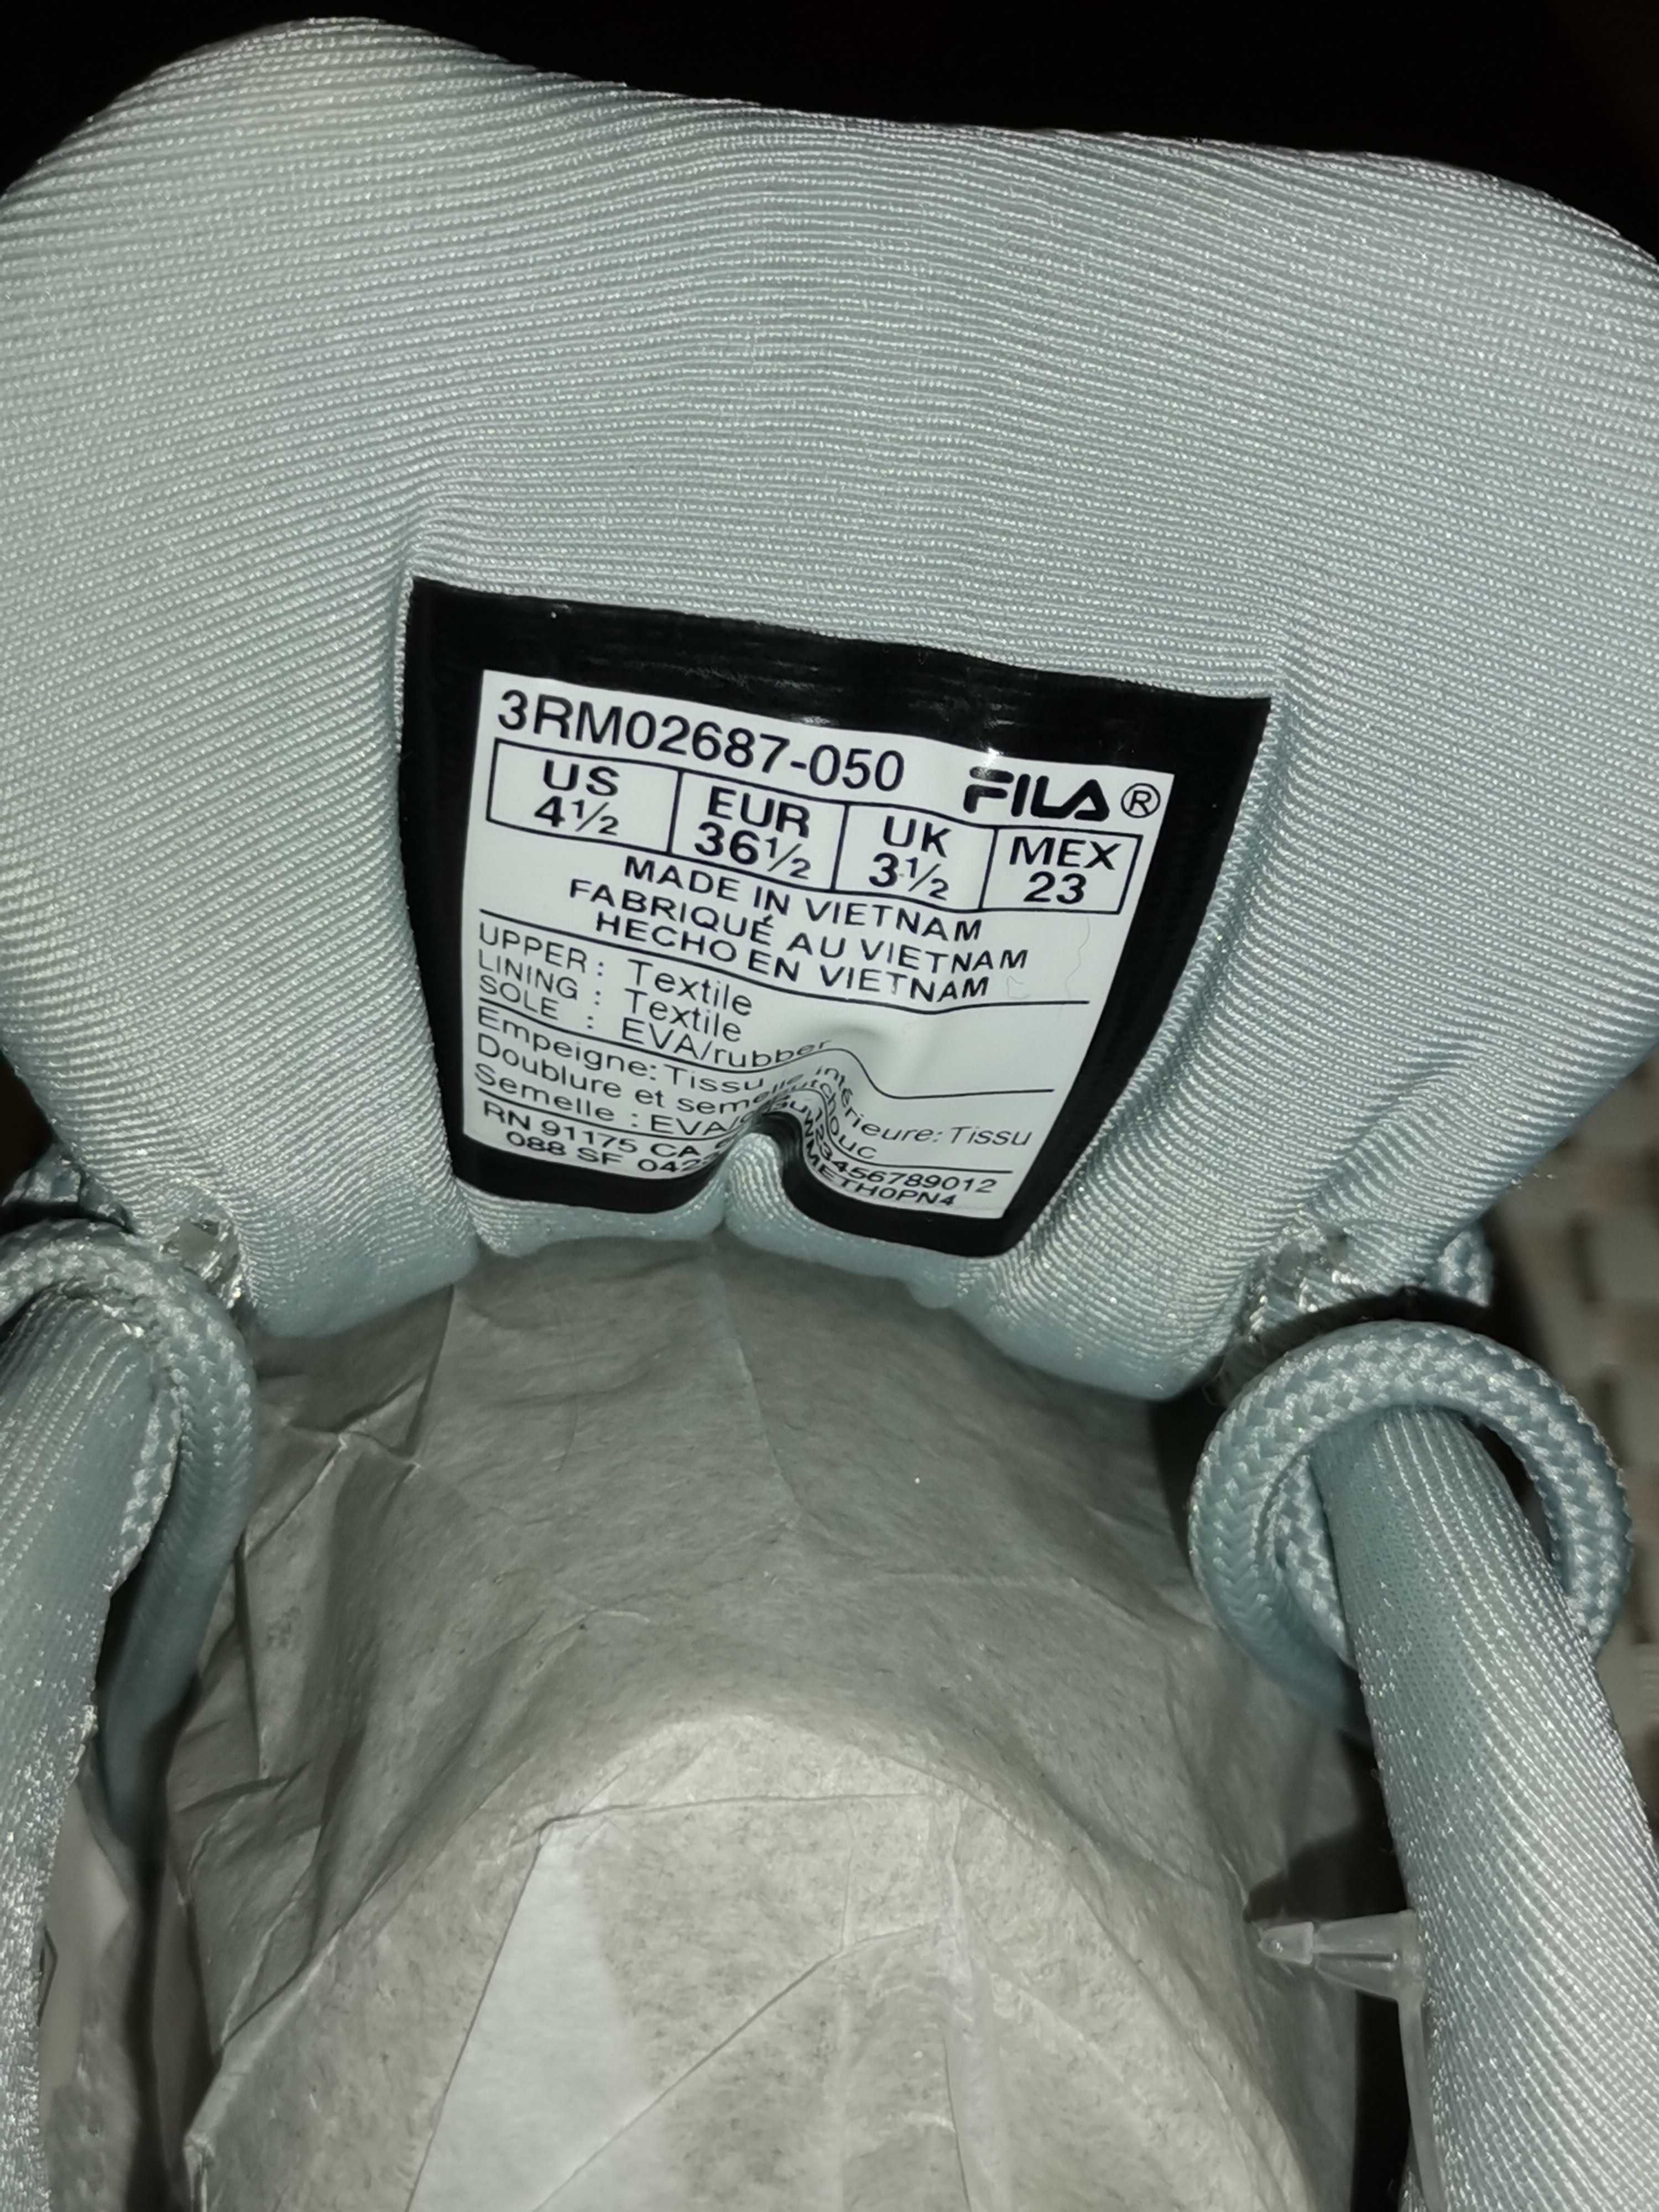 3RM02687-050 FILA®
US EUR UK MEX
4½ 36½ 3½ 23
MADE IN VIETNAM
FABRIQUÉ AU VIETNAM
HECHO EN VIETNAM
UPPER : Textile
LINING : Textile
SOLE : EVA/rubber
Empeigne: Tissu
Doublure et semelle intérieure: Tissu
Semelle : EVA/caoutchouc
RN 91175 CA
088 SF